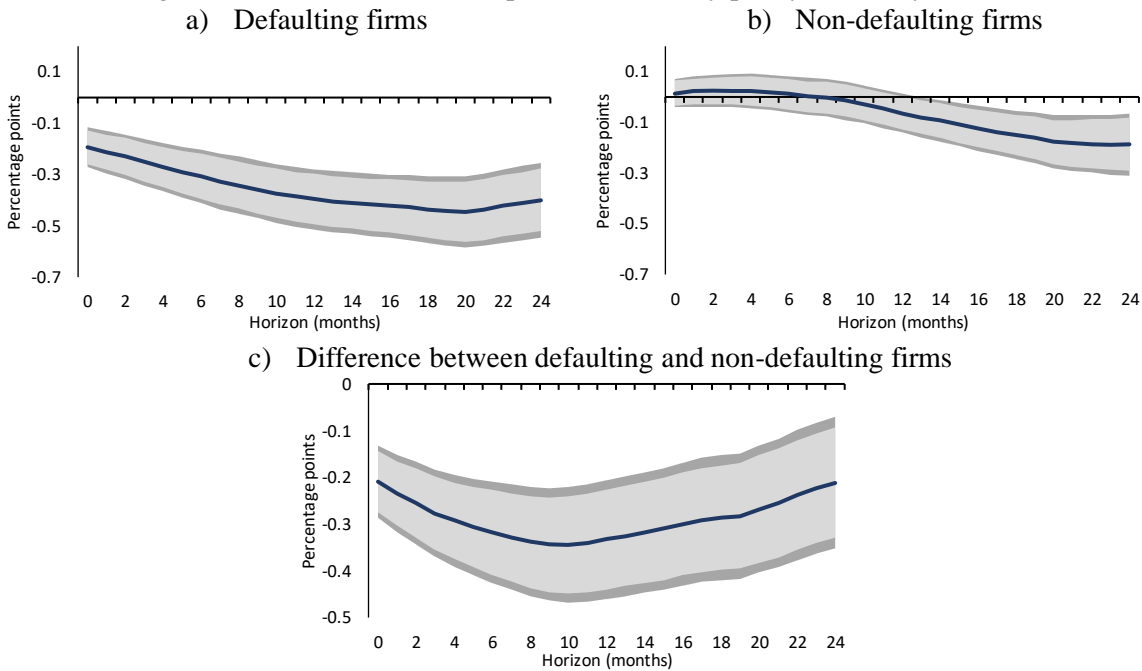 a) Defaulting firms
b) Non-defaulting firms
Percentage points
0.1
-0.1
-0.3
-0.5
-0.7
0 2 4 6 8 10 12 14 16 18 20 22 24
Horizon (months)
Percentage points
0.1
-0.1
-0.3
-0.5
-0.7
0 2 4 6 8 10 12 14 16 18 20 22 24
Horizon (months)
c) Difference between defaulting and non-defaulting firms
Percentage points
0
-0.1
-0.2
-0.3
-0.4
-0.5
0 2 4 6 8 10 12 14 16 18 20 22 24
Horizon (months)